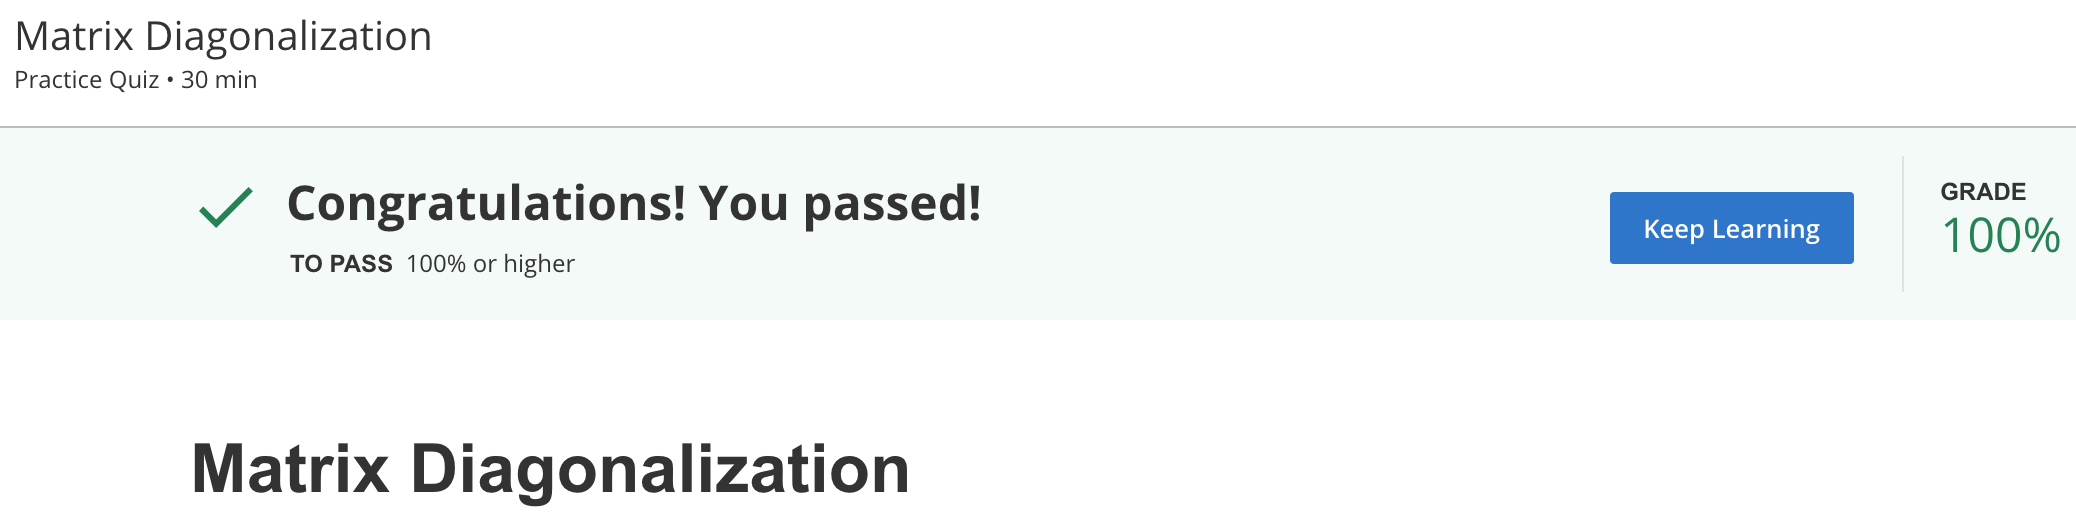 Matrix Diagonalization
Practice Quiz • 30 min
Congratulations! You passed!
TO PASS 100% or higher
Keep Learning
GRADE
100%
Matrix Diagonalization